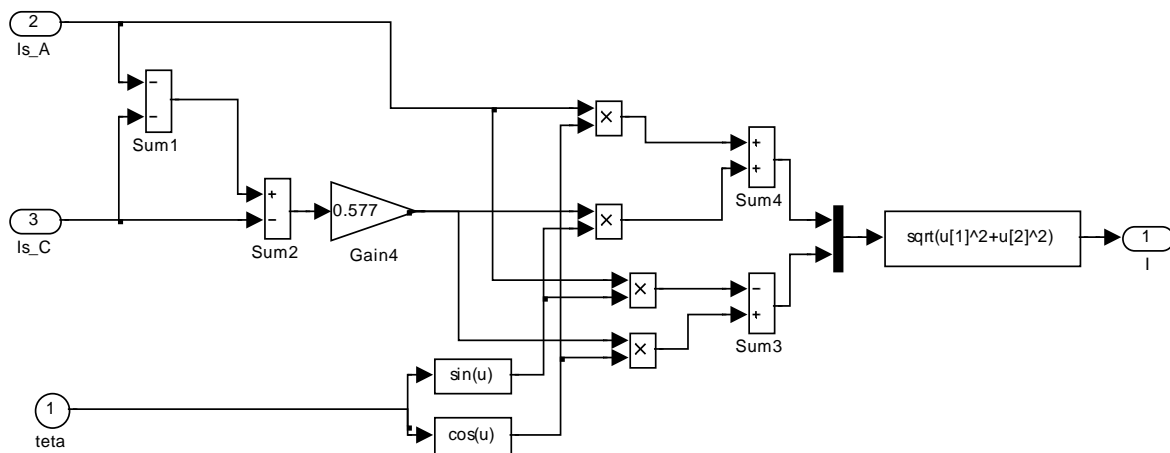 2
Is_A
−
−
Sum1
3
Is_C
+
−
Sum2
0.577
Gain4
×
×
×
×
+
+
Sum4
−
+
Sum3
sqrt(u[1]^2+u[2]^2)
1
I
1
teta
sin(u)
cos(u)